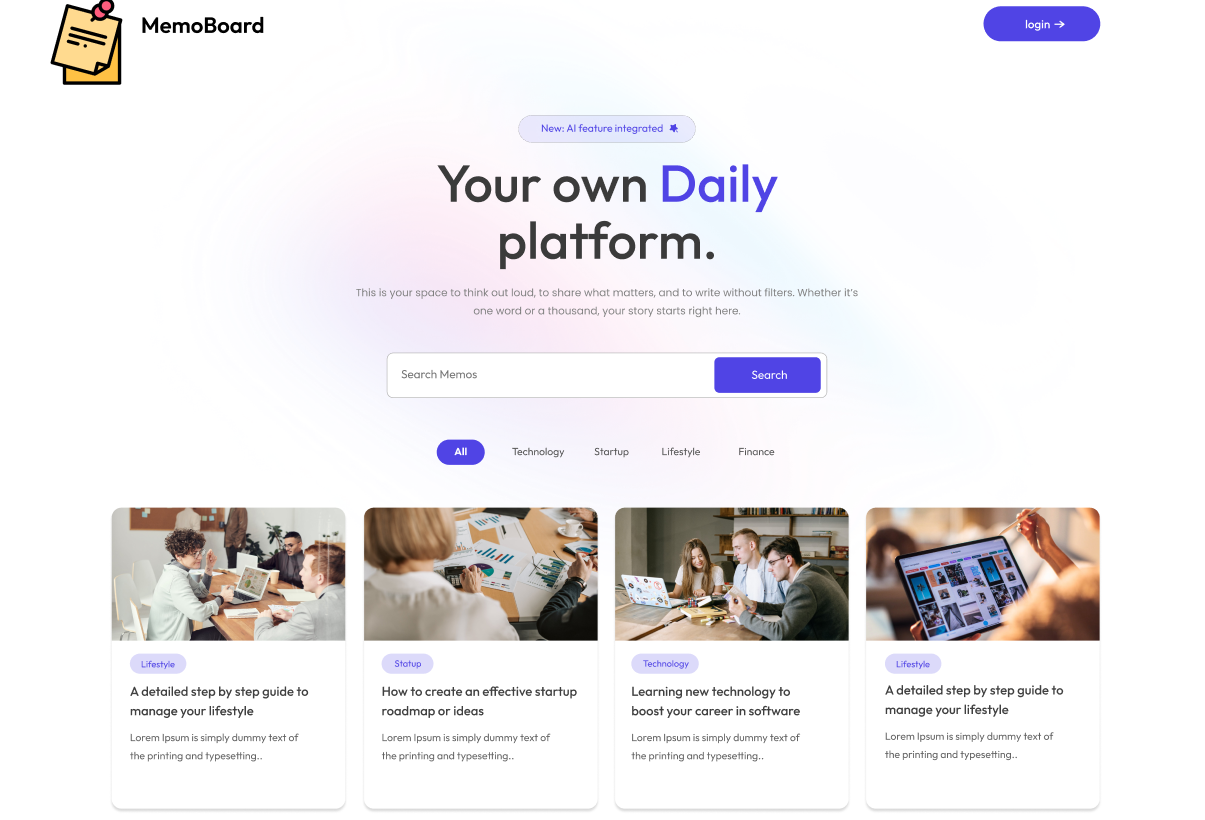 MemoBoard
login →
New: AI feature integrated
Your own Daily
platform.
This is your space to think out loud, to share what matters, and to write without filters. Whether it's
one word or a thousand, your story starts right here.
Search Memos
Search
All
Technology
Startup
Lifestyle
Finance
Lifestyle
A detailed step by step guide to
manage your lifestyle
Lorem Ipsum is simply dummy text of
the printing and typesetting..
Statup
How to create an effective startup
roadmap or ideas
Lorem Ipsum is simply dummy text of
the printing and typesetting..
Technology
Learning new technology to
boost your career in software
Lorem Ipsum is simply dummy text of
the printing and typesetting..
Lifestyle
A detailed step by step guide to
manage your lifestyle
Lorem Ipsum is simply dummy text of
the printing and typesetting..